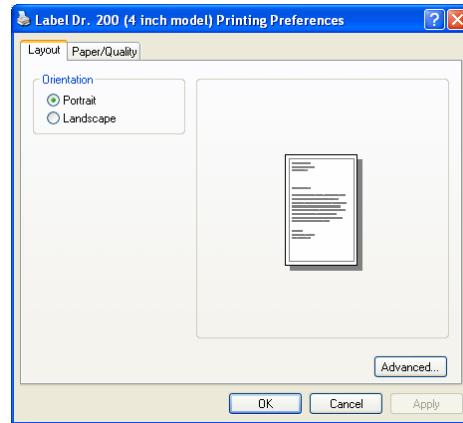 Label Dr. 200 (4 inch model) Printing Preferences
Layout Paper/Quality
Orientation
Portrait
Landscape
Advanced...
OK Cancel Apply